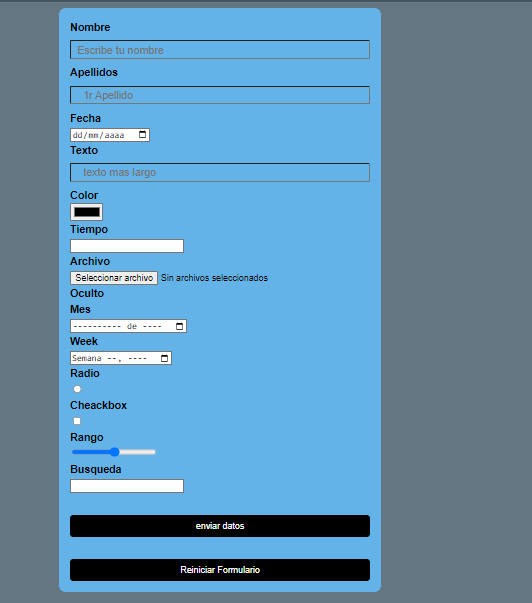 Nombre
Escribe tu nombre
Apellidos
1r Apellido
Fecha
dd/mm/aaaa
Texto
texto mas largo
Color
Tiempo
Archivo
Seleccionar archivo Sin archivos seleccionados
Oculto
Mes
---------- de ----
Week
Semana --, ----
Radio
Cheackbox
Rango
Busqueda
enviar datos
Reiniciar Formulario